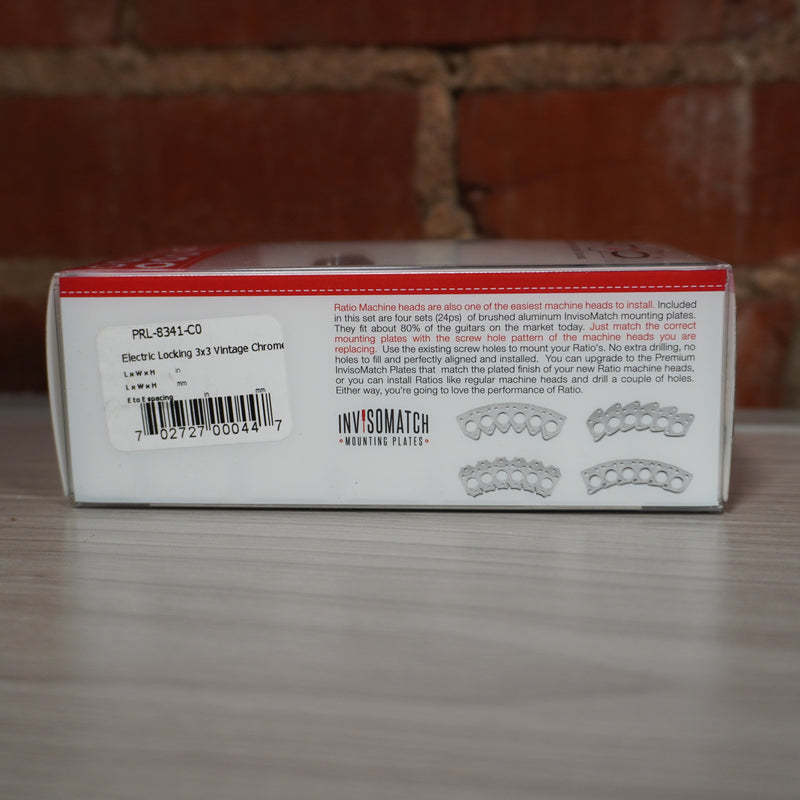 PRL-8341-C0
Electric Locking 3x3 Vintage Chrome
L x W x H in
L x W x H mm
E to E spacing in mm
7 02727 00044 7
Ratio Machine heads are also one of the easiest machine heads to install. Included
in this set are four sets (24ps) of brushed aluminum InvisoMatch mounting plates.
They fit about 80% of the guitars on the market today. Just match the correct
mounting plates with the screw hole pattern of the machine heads you are
replacing. Use the existing screw holes to mount your Ratio's. No extra drilling, no
holes to fill and perfectly aligned and installed. You can upgrade to the Premium
InvisoMatch Plates that match the plated finish of your new Ratio machine heads,
or you can install Ratios like regular machine heads and drill a couple of holes.
Either way, you're going to love the performance of Ratio.
INVISOMATCH
• MOUNTING PLATES •